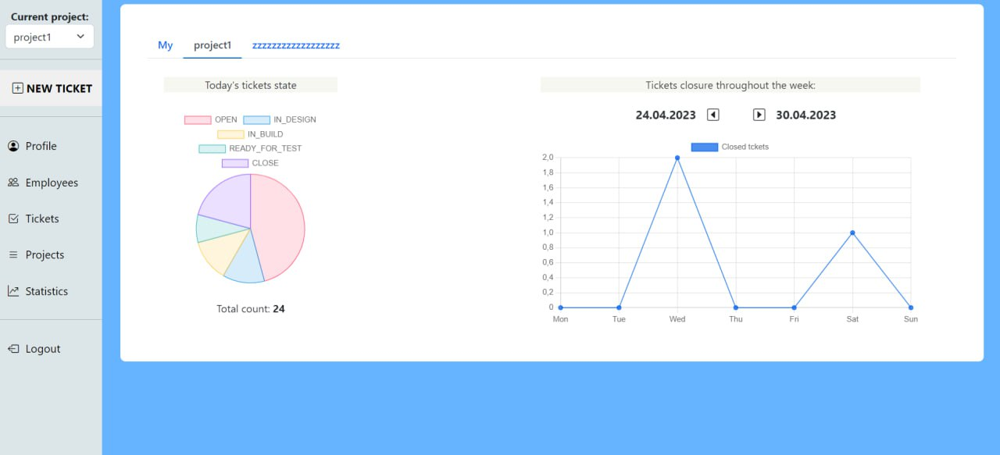 Current project:
project1
NEW TICKET
Profile
Employees
Tickets
Projects
Statistics
Logout
My project1 zzzzzzzzzzzzzzzzzz
Today's tickets state
OPEN IN_DESIGN
IN_BUILD
READY_FOR_TEST
CLOSE
Total count: 24
Tickets closure throughout the week:
24.04.2023 30.04.2023
Closed tckets
2,0
1,8
1,6
1,4
1,2
1,0
0,8
0,6
0,4
0,2
0
Mon Tue Wed Thu Fri Sat Sun